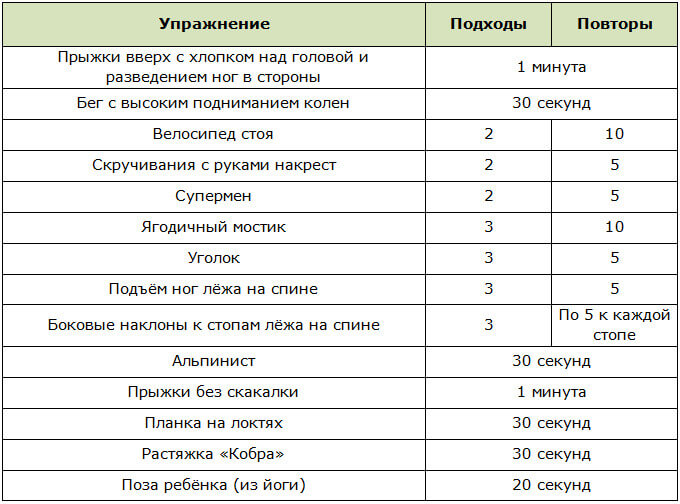 Упражнение Подходы Повторы
Прыжки вверх с хлопком над головой и
разведением ног в стороны
1 минута
Бег с высоким подниманием колен 30 секунд
Велосипед стоя 2 10
Скручивания с руками накрест 2 5
Супермен 2 5
Ягодичный мостик 3 10
Уголок 3 5
Подъём ног лёжа на спине 3 5
Боковые наклоны к стопам лёжа на спине 3 По 5 к каждой
стопе
Альпинист 30 секунд
Прыжки без скакалки 1 минута
Планка на локтях 30 секунд
Растяжка «Кобра» 30 секунд
Поза ребёнка (из йоги) 20 секунд